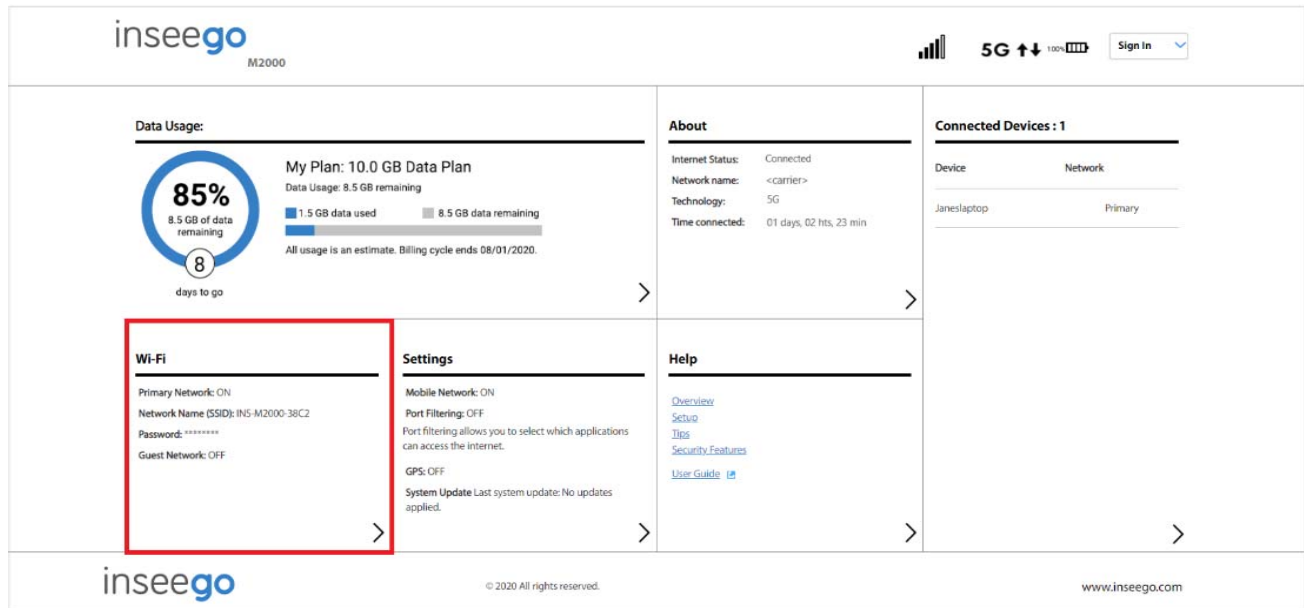 inseego
M2000
5G
100%
Sign In
Data Usage:
85%
8.5 GB of data
remaining
8
days to go
My Plan: 10.0 GB Data Plan
Data Usage: 8.5 GB remaining
1.5 GB data used 8.5 GB data remaining
All usage is an estimate. Billing cycle ends 08/01/2020.
About
Internet Status: Connected
Network name: <carrier>
Technology: 5G
Time connected: 01 days, 02 hts, 23 min
Connected Devices : 1
Device Network
Janeslaptop Primary
Wi-Fi
Primary Network: ON
Network Name (SSID): INS-M2000-38C2
Password: ********
Guest Network: OFF
Settings
Mobile Network: ON
Port Filtering: OFF
Port filtering allows you to select which applications
can access the internet.
GPS: OFF
System Update Last system update: No updates
applied.
Help
Overview
Setup
Tips
Security Features
User Guide
inseego
© 2020 All rights reserved.
www.inseego.com